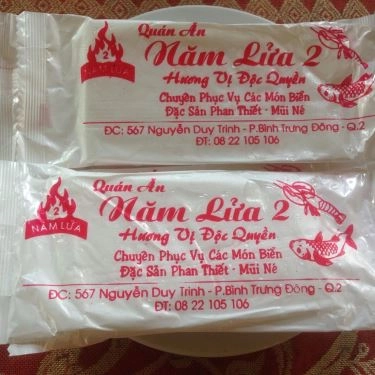 Quán Ăn
Năm Lửa 2
Hương Vị Độc Quyền
Chuyên Phục Vụ Các Món Biển
Đặc Sản Phan Thiết - Mũi Né
2
NĂM LỬA
ĐC: 567 Nguyễn Duy Trinh - P.Bình Trưng Đông - Q.2
ĐT: 08 22 105 106
Quán Ăn
Năm Lửa 2
Hương Vị Độc Quyền
Chuyên Phục Vụ Các Món Biển
Đặc Sản Phan Thiết - Mũi Né
2
NĂM LỬA
ĐC: 567 Nguyễn Duy Trinh - P.Bình Trưng Đông - Q.2
ĐT: 08 22 105 106